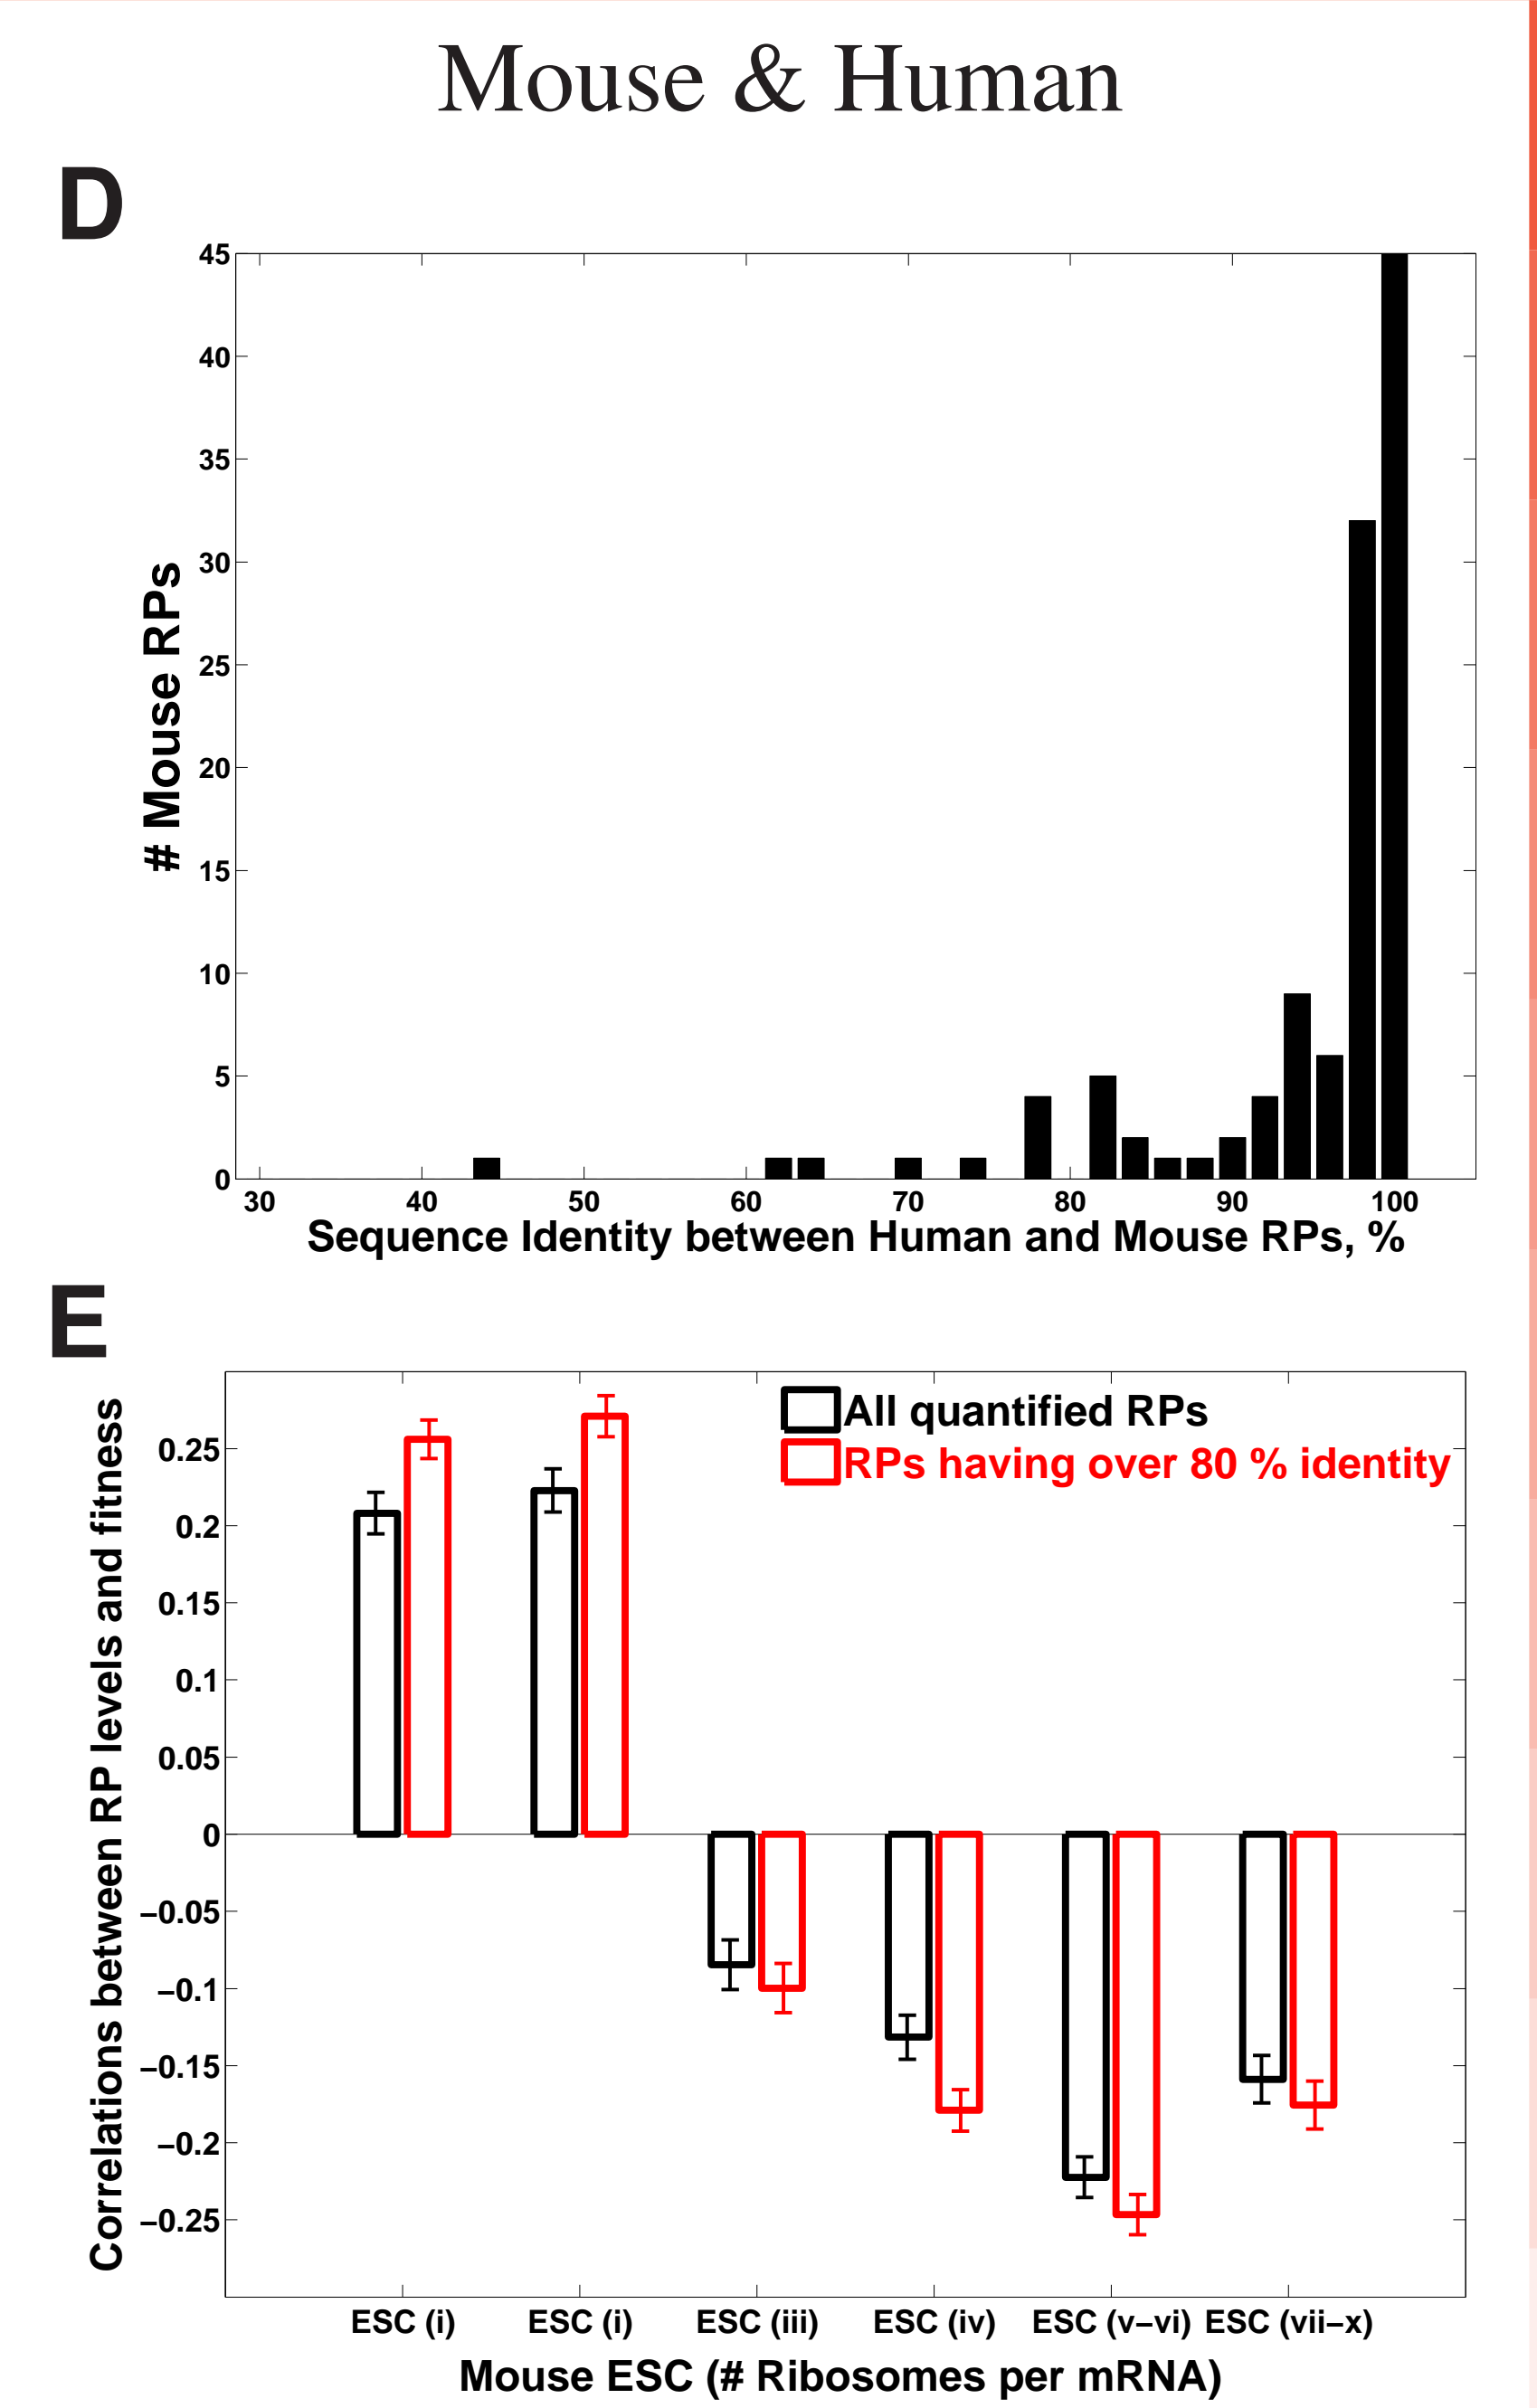 Mouse & Human
D
45
40
35
30
25
20
15
10
5
0
# Mouse RPs
30 40 50 60 70 80 90 100
Sequence Identity between Human and Mouse RPs, %
E
All quantified RPs
RPs having over 80 % identity
0.25
0.2
0.15
0.1
0.05
0
−0.05
−0.1
−0.15
−0.2
−0.25
Correlations between RP levels and fitness
ESC (i) ESC (i) ESC (iii) ESC (iv) ESC (v−vi) ESC (vii−x)
Mouse ESC (# Ribosomes per mRNA)